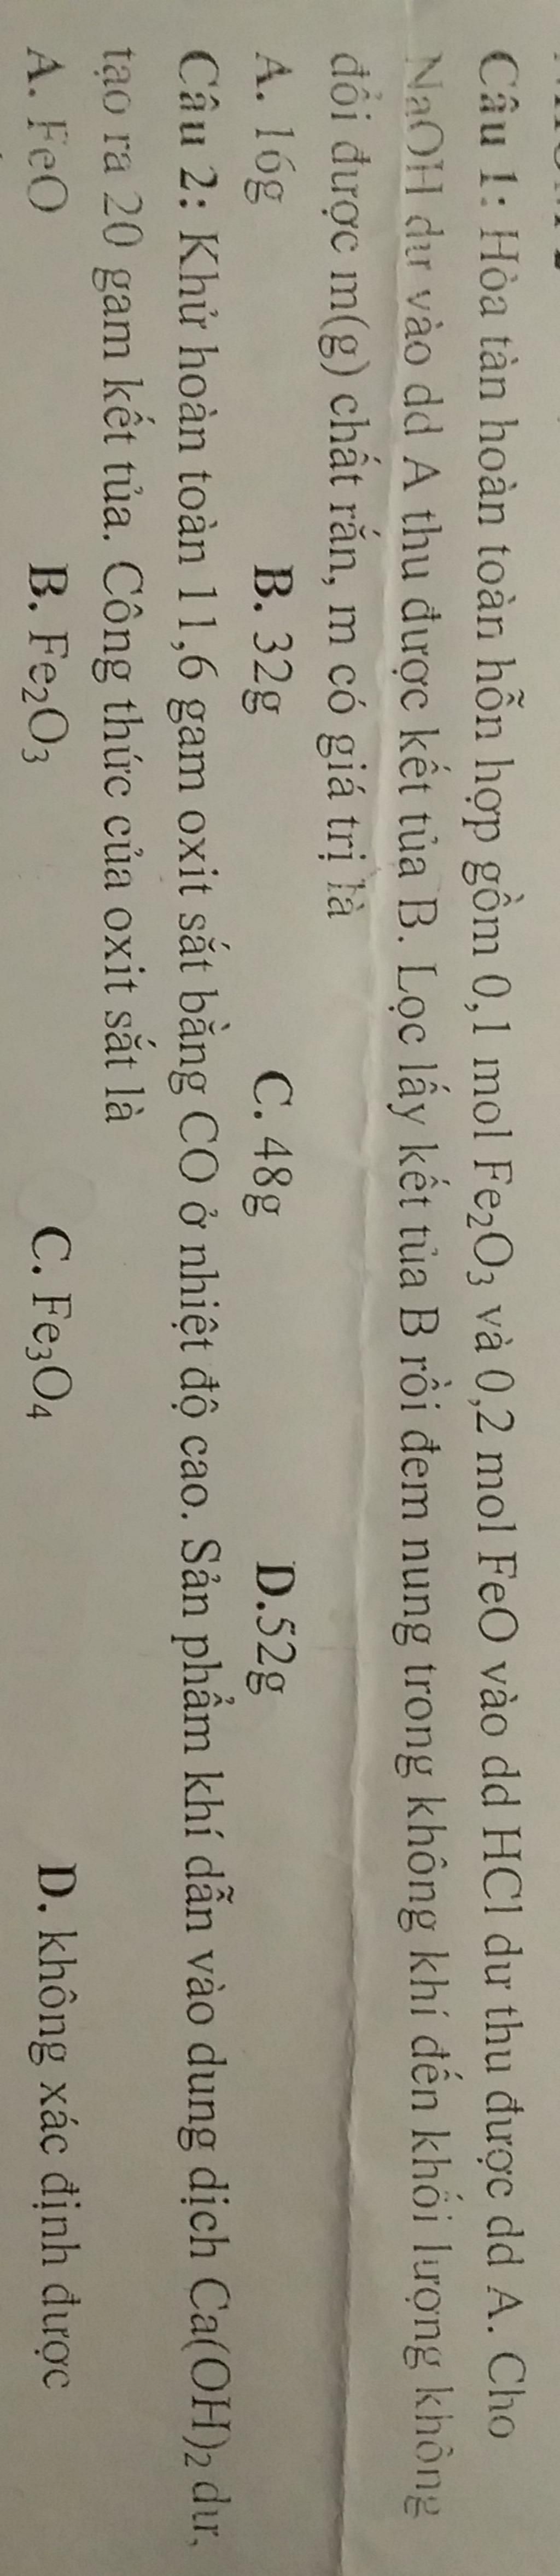 Câu 1: Hòa tàn hoàn toàn hỗn hợp gồm 0,1 mol Fe₂O₃ và 0,2 mol FeO vào dd HCl dư thu được dd A. Cho
NaOH dư vào dd A thu được kết tủa B. Lọc lấy kết tủa B rồi đem nung trong không khí đến khối lượng không
đổi được m(g) chất rắn, m có giá trị là
A. 16g B. 32g C. 48g D.52g
Câu 2: Khử hoàn toàn 11,6 gam oxit sắt bằng CO ở nhiệt độ cao. Sản phẩm khí dẫn vào dung dịch Ca(OH)₂ dư,
tạo ra 20 gam kết tủa. Công thức của oxit sắt là
A. FeO B. Fe₂O₃ C. Fe₃O₄ D. không xác định được